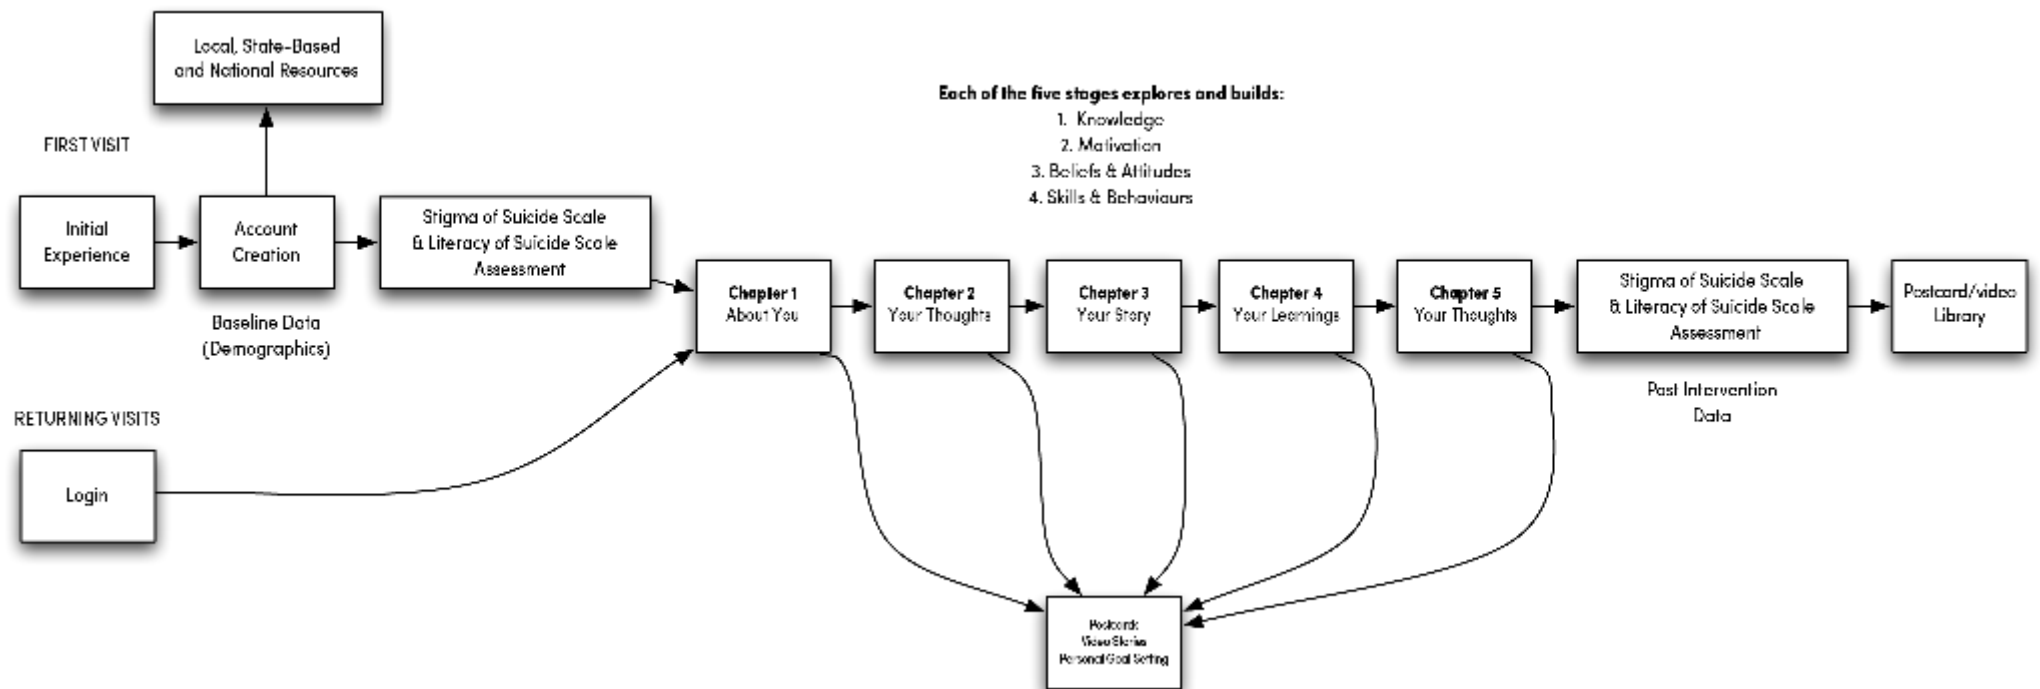 Local, State-Based
and National Resources
Each of the five stages explores and builds:
1. Knowledge
2. Motivation
3. Beliefs & Attitudes
4. Skills & Behaviours
FIRST VISIT
Initial
Experience
Account
Creation
Stigma of Suicide Scale
& Literacy of Suicide Scale
Assessment
Baseline Data
(Demographics)
Chapter 1
About You
Chapter 2
Your Thoughts
Chapter 3
Your Story
Chapter 4
Your Learnings
Chapter 5
Your Thoughts
Stigma of Suicide Scale
& Literacy of Suicide Scale
Assessment
Postcard/video
Library
Post Intervention
Data
RETURNING VISITS
Login
Postcards
Video Stories
Personal Goal Setting